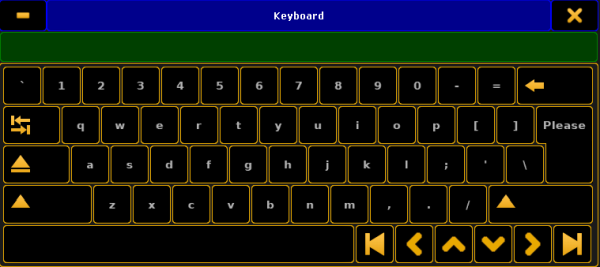 Keyboard
` 1 2 3 4 5 6 7 8 9 0 - =
q w e r t y u i o p [ ] Please
a s d f g h j k l ; ' \
z x c v b n m , . /